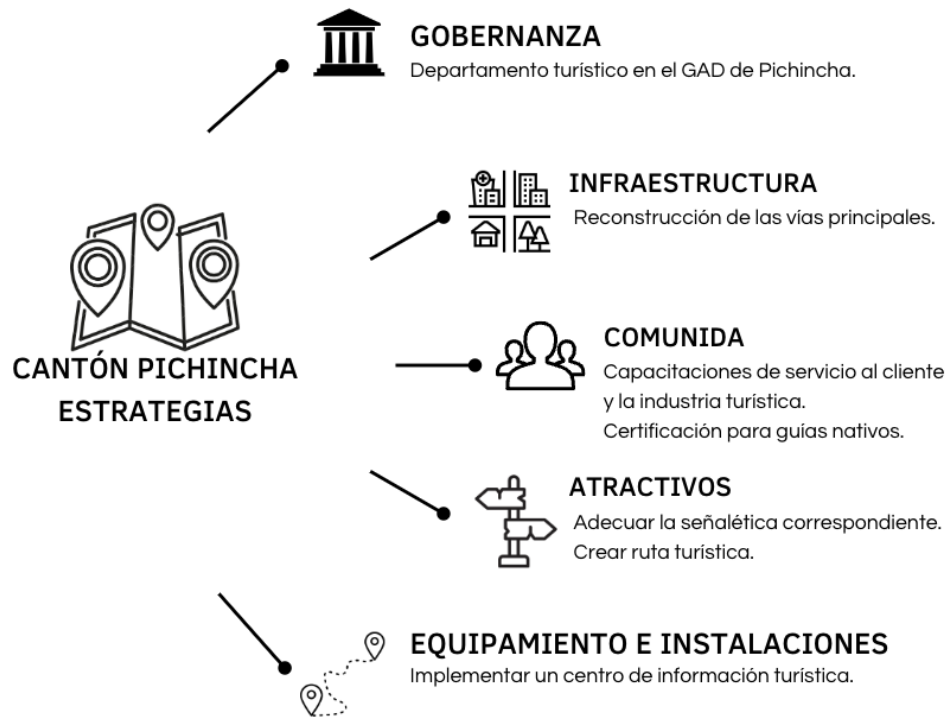 GOBERNANZA
Departamento turístico en el GAD de Pichincha.
INFRAESTRUCTURA
Reconstrucción de las vías principales.
CANTÓN PICHINCHA
ESTRATEGIAS
COMUNIDA
Capacitaciones de servicio al cliente
y la industria turística.
Certificación para guías nativos.
ATRACTIVOS
Adecuar la señalética correspondiente.
Crear ruta turística.
EQUIPAMIENTO E INSTALACIONES
Implementar un centro de información turística.